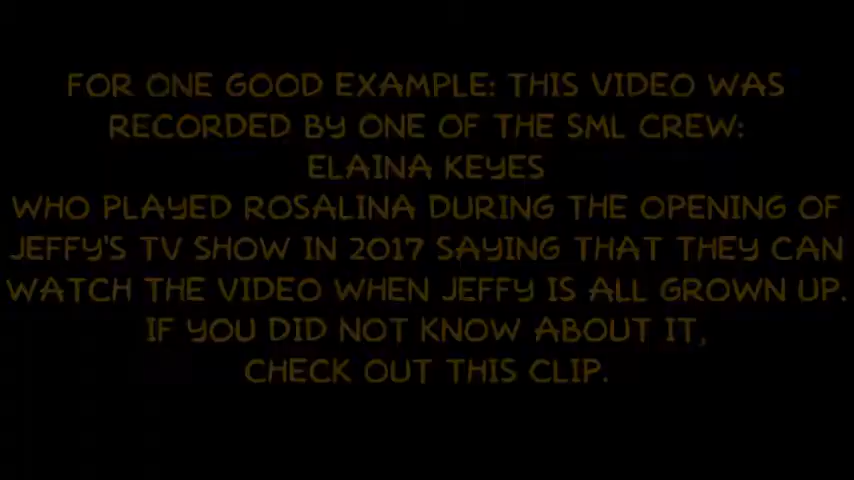 FOR ONE GOOD EXAMPLE: THIS VIDEO WAS
RECORDED BY ONE OF THE SML CREW:
ELAINA KEYES
WHO PLAYED ROSALINA DURING THE OPENING OF
JEFFY'S TV SHOW IN 2017 SAYING THAT THEY CAN
WATCH THE VIDEO WHEN JEFFY IS ALL GROWN UP.
IF YOU DID NOT KNOW ABOUT IT,
CHECK OUT THIS CLIP.